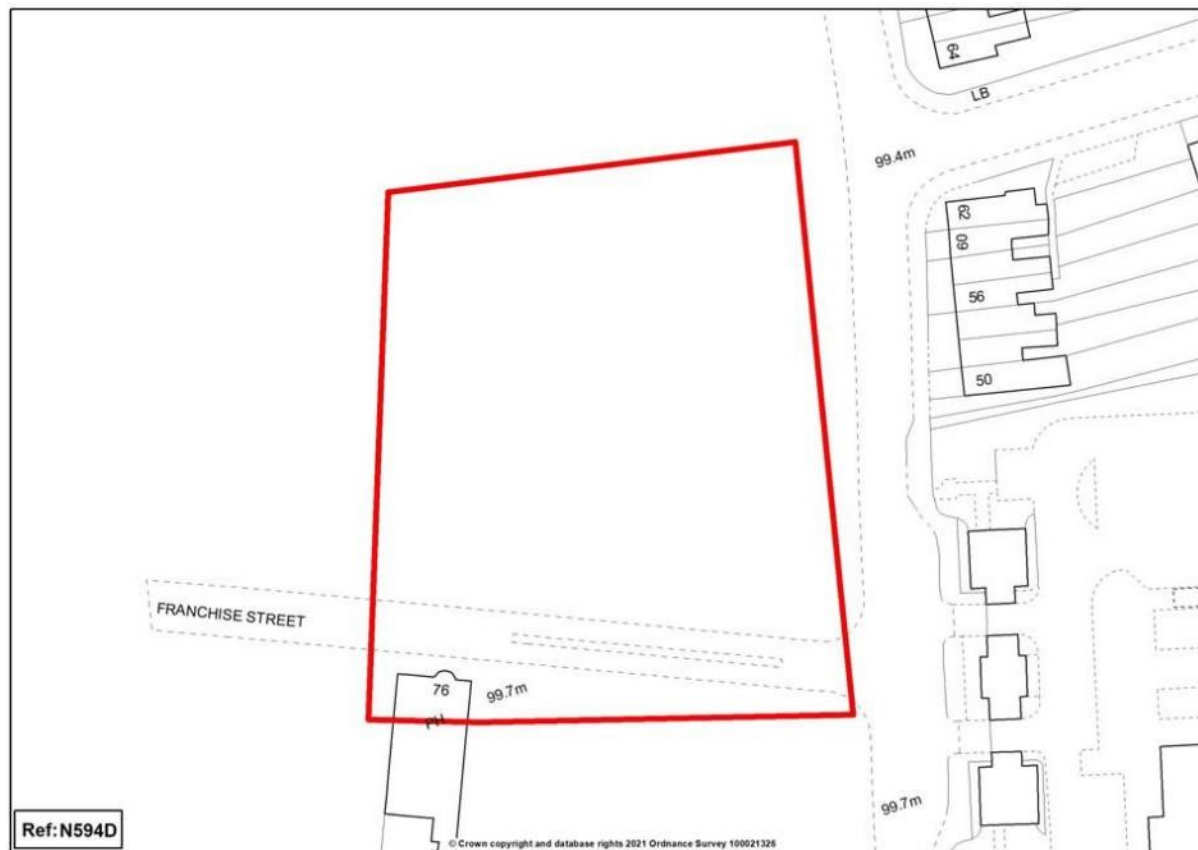 64
LB
99.4m
62
60
56
50
FRANCHISE STREET
76
99.7m
PH
99.7m
Ref:N594D
© Crown copyright and database rights 2021 Ordnance Survey 100021326